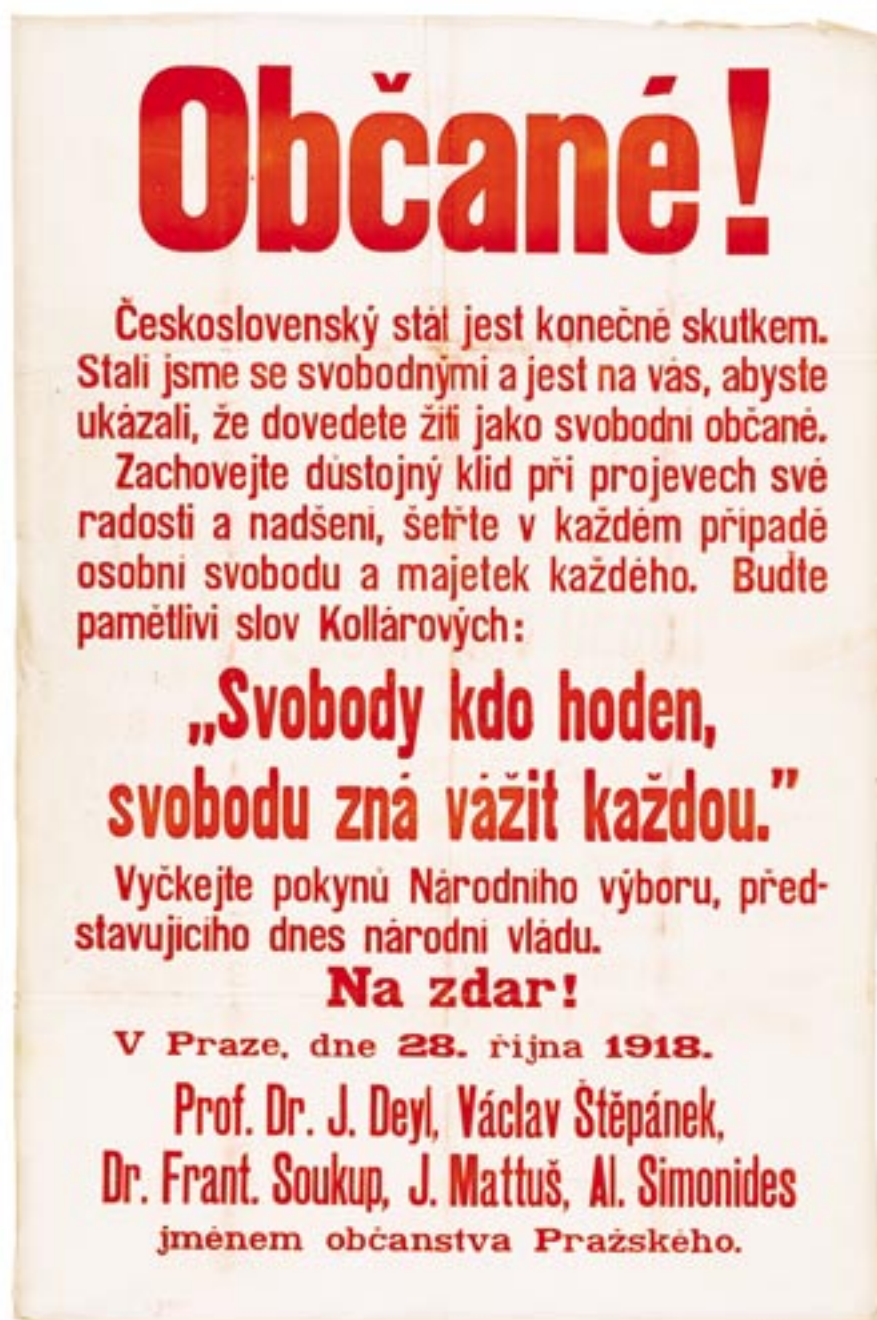 Občané!
Československý stát jest konečně skutkem.
Stali jsme se svobodnými a jest na vás, abyste
ukázali, že dovedete žíti jako svobodní občané.
Zachovejte důstojný klid při projevech své
radosti a nadšení, šetřte v každém případě
osobní svobodu a majetek každého. Buďte
pamětlivi slov Kollárových:
„Svobody kdo hoden,
svobodu zná vážit každou.”
Vyčkejte pokynů Národního výboru, před-
stavujícího dnes národní vládu.
Na zdar!
V Praze, dne 28. října 1918.
Prof. Dr. J. Deyl, Václav Štěpánek,
Dr. Frant. Soukup, J. Mattuš, Al. Simonides
jménem občanstva Pražského.